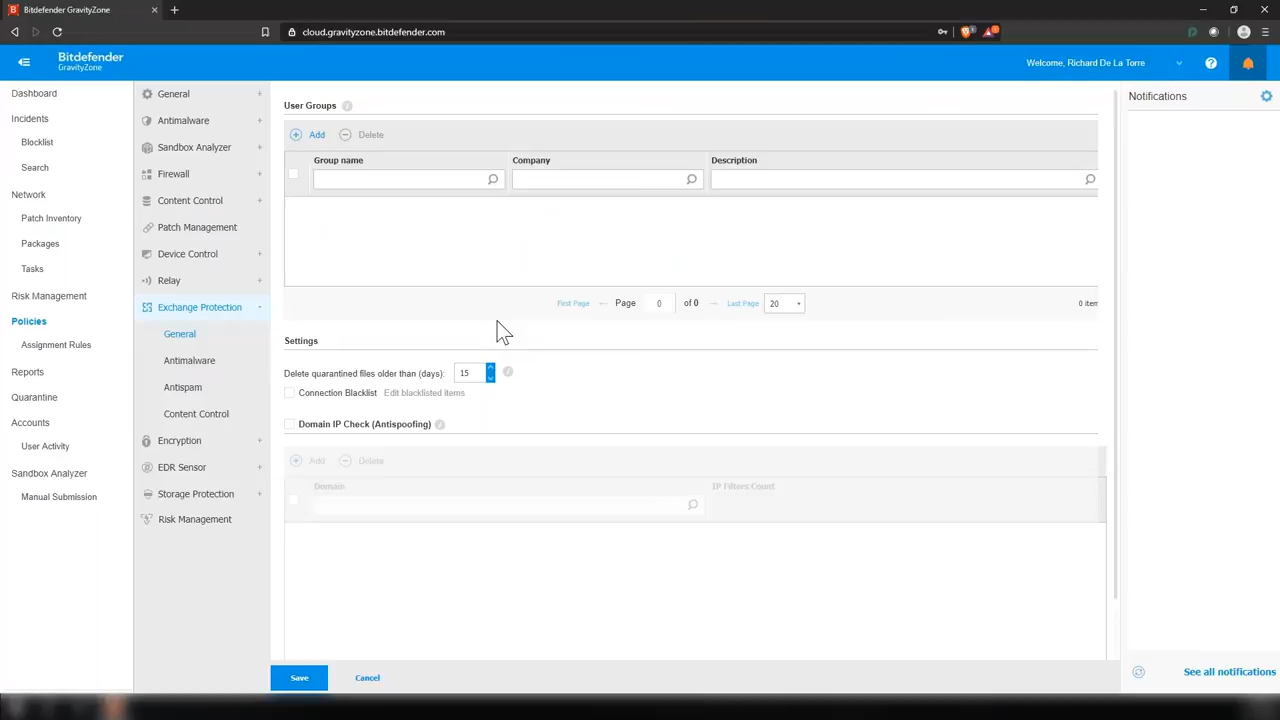 Bitdefender GravityZone
cloud.gravityzone.bitdefender.com
Bitdefender
GravityZone
Welcome, Richard De La Torre
Dashboard
Incidents
Blocklist
Search
Network
Patch Inventory
Packages
Tasks
Risk Management
Policies
Assignment Rules
Reports
Quarantine
Accounts
User Activity
Sandbox Analyzer
Manual Submission
General +
Antimalware +
Sandbox Analyzer +
Firewall +
Content Control +
Patch Management
Device Control +
Relay +
Exchange Protection -
General
Antimalware
Antispam
Content Control
Encryption +
EDR Sensor +
Storage Protection +
Risk Management
User Groups
Add Delete
Group name Company Description
First Page Page 0 of 0 Last Page 20 0 item
Settings
Delete quarantined files older than (days): 15
Connection Blacklist Edit blacklisted items
Domain IP Check (Antispoofing)
Add Delete
Domain IP Filters Count
Save Cancel
Notifications
See all notifications